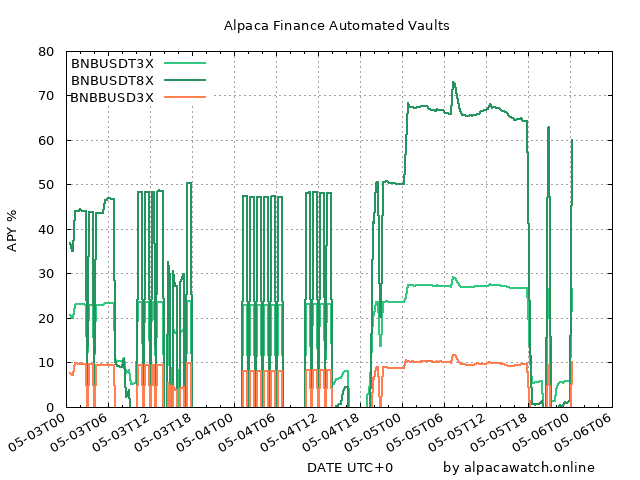 Alpaca Finance Automated Vaults
80
70
60
50
40
30
20
10
0
APY %
BNBUSDT3X
BNBUSDT8X
BNBBUSD3X
05-03T00
05-03T06
05-03T12
05-03T18
05-04T00
05-04T06
05-04T12
05-04T18
05-05T00
05-05T06
05-05T12
05-05T18
05-06T00
05-06T06
DATE UTC+0
by alpacawatch.online